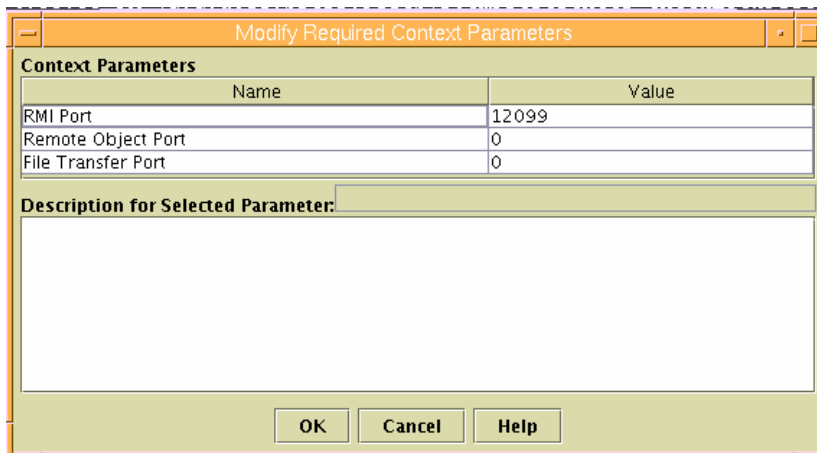 Modify Required Context Parameters
Context Parameters
Name Value
RMI Port 12099
Remote Object Port 0
File Transfer Port 0
Description for Selected Parameter:
OK Cancel Help